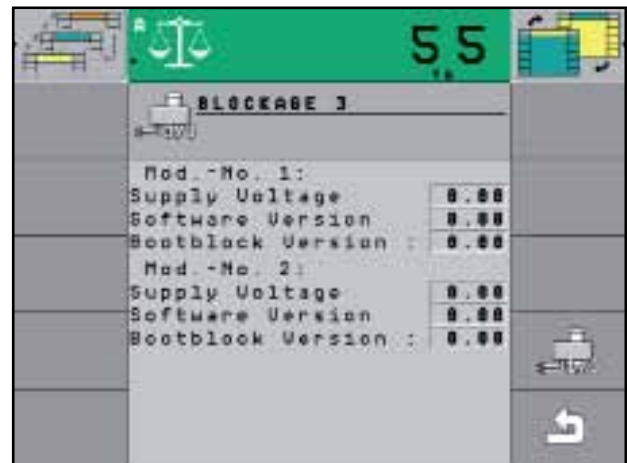 A 55
BLOCKAGE 3
Mod.-No. 1:
Supply Voltage 0.00
Software Version 0.00
Bootblock Version : 0.00
Mod.-No. 2:
Supply Voltage 0.00
Software Version 0.00
Bootblock Version : 0.00